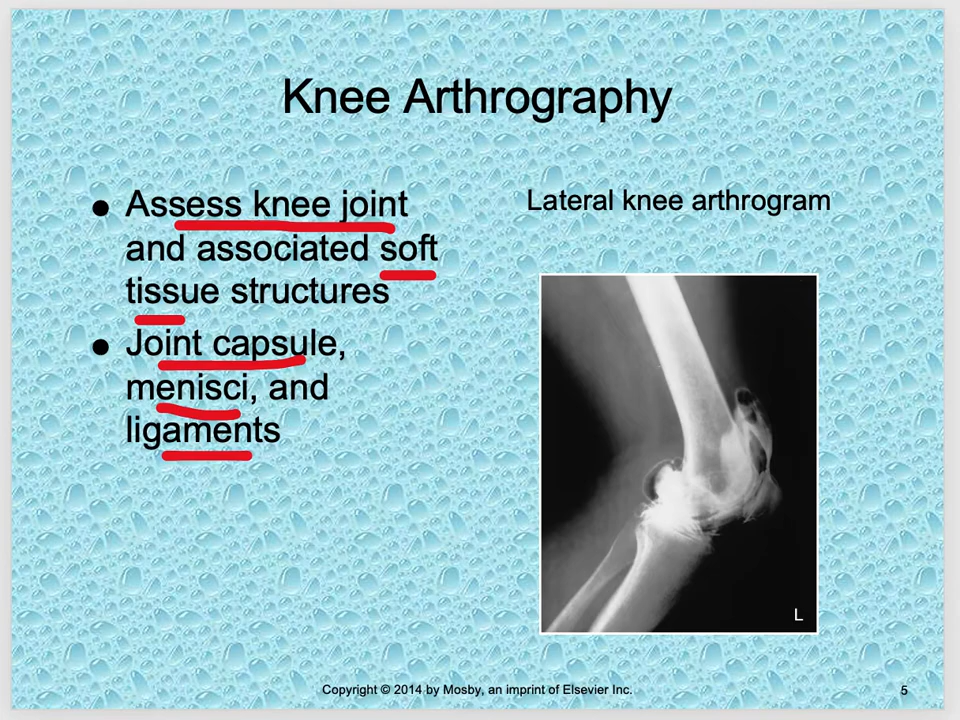 Knee Arthrography
● Assess knee joint
and associated soft
tissue structures
● Joint capsule,
menisci, and
ligaments
Lateral knee arthrogram
L
Copyright © 2014 by Mosby, an imprint of Elsevier Inc.
5